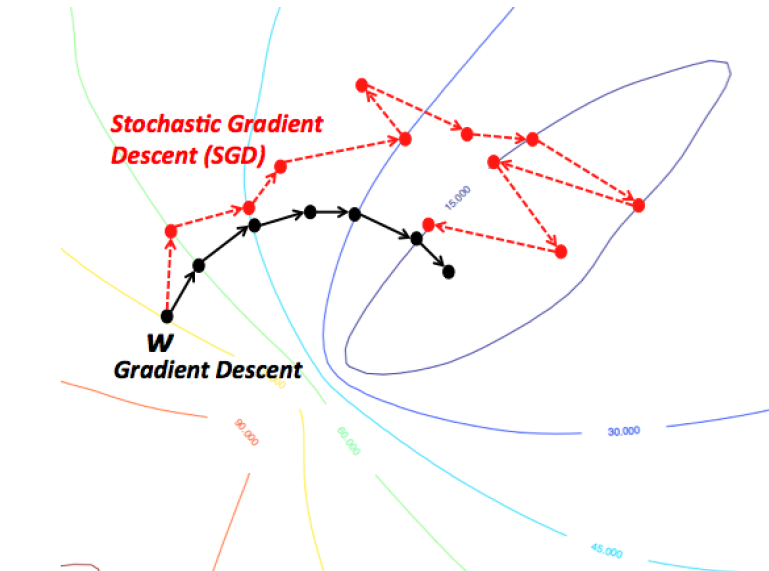 Stochastic Gradient
Descent (SGD)
15.000
W
Gradient Descent
90.000
60.000
30.000
45.000